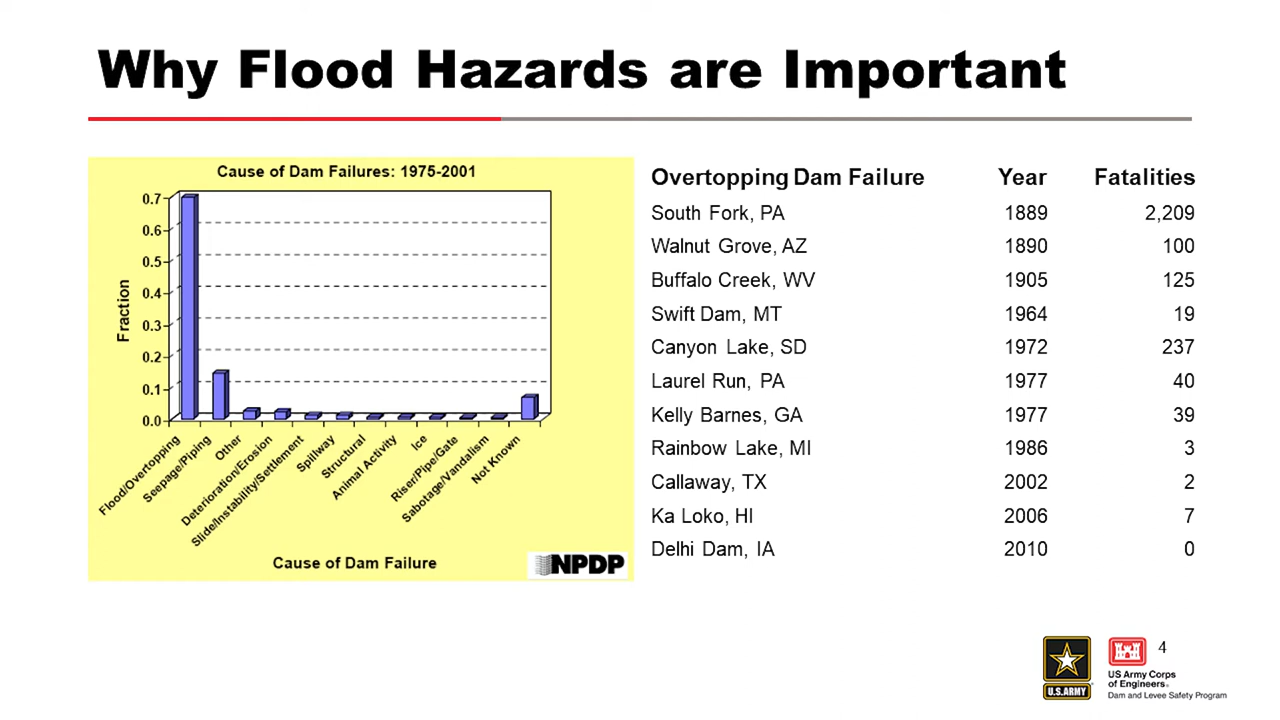 Why Flood Hazards are Important
Cause of Dam Failures: 1975-2001
Fraction
0.7
0.6
0.5
0.4
0.3
0.2
0.1
0.0
Flood/Overtopping
Seepage/Piping
Other
Deterioration/Erosion
Slide/Instability/Settlement
Spillway
Structural
Animal Activity
Ice
Riser/Pipe/Gate
Sabotage/Vandalism
Not Known
Cause of Dam Failure
NPDP
Overtopping Dam Failure Year Fatalities
South Fork, PA 1889 2,209
Walnut Grove, AZ 1890 100
Buffalo Creek, WV 1905 125
Swift Dam, MT 1964 19
Canyon Lake, SD 1972 237
Laurel Run, PA 1977 40
Kelly Barnes, GA 1977 39
Rainbow Lake, MI 1986 3
Callaway, TX 2002 2
Ka Loko, HI 2006 7
Delhi Dam, IA 2010 0
U.S.ARMY
4
US Army Corps
of Engineers®
Dam and Levee Safety Program